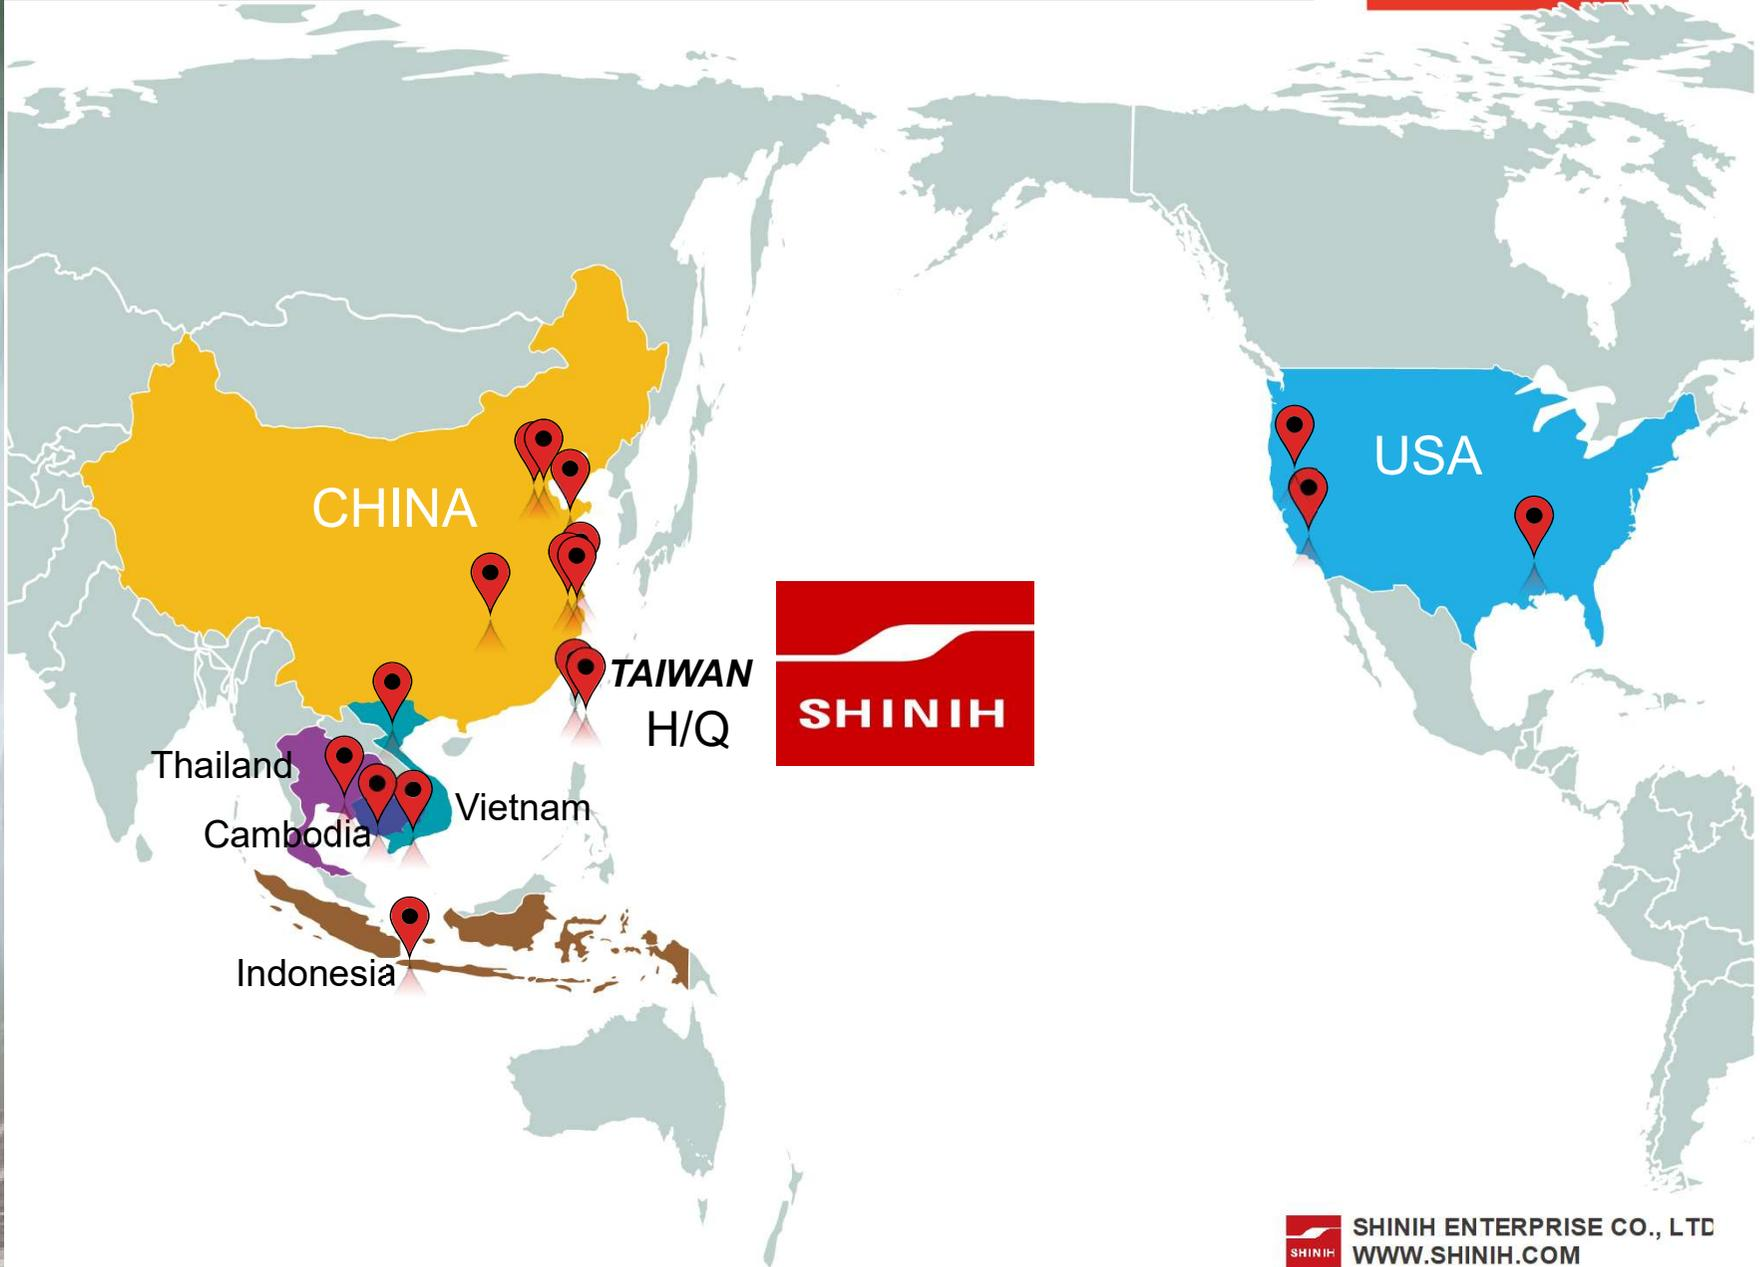 CHINA
USA
TAIWAN
H/Q
SHINIH
Thailand
Vietnam
Cambodia
Indonesia
SHINIH
SHINIH ENTERPRISE CO., LTD
WWW.SHINIH.COM